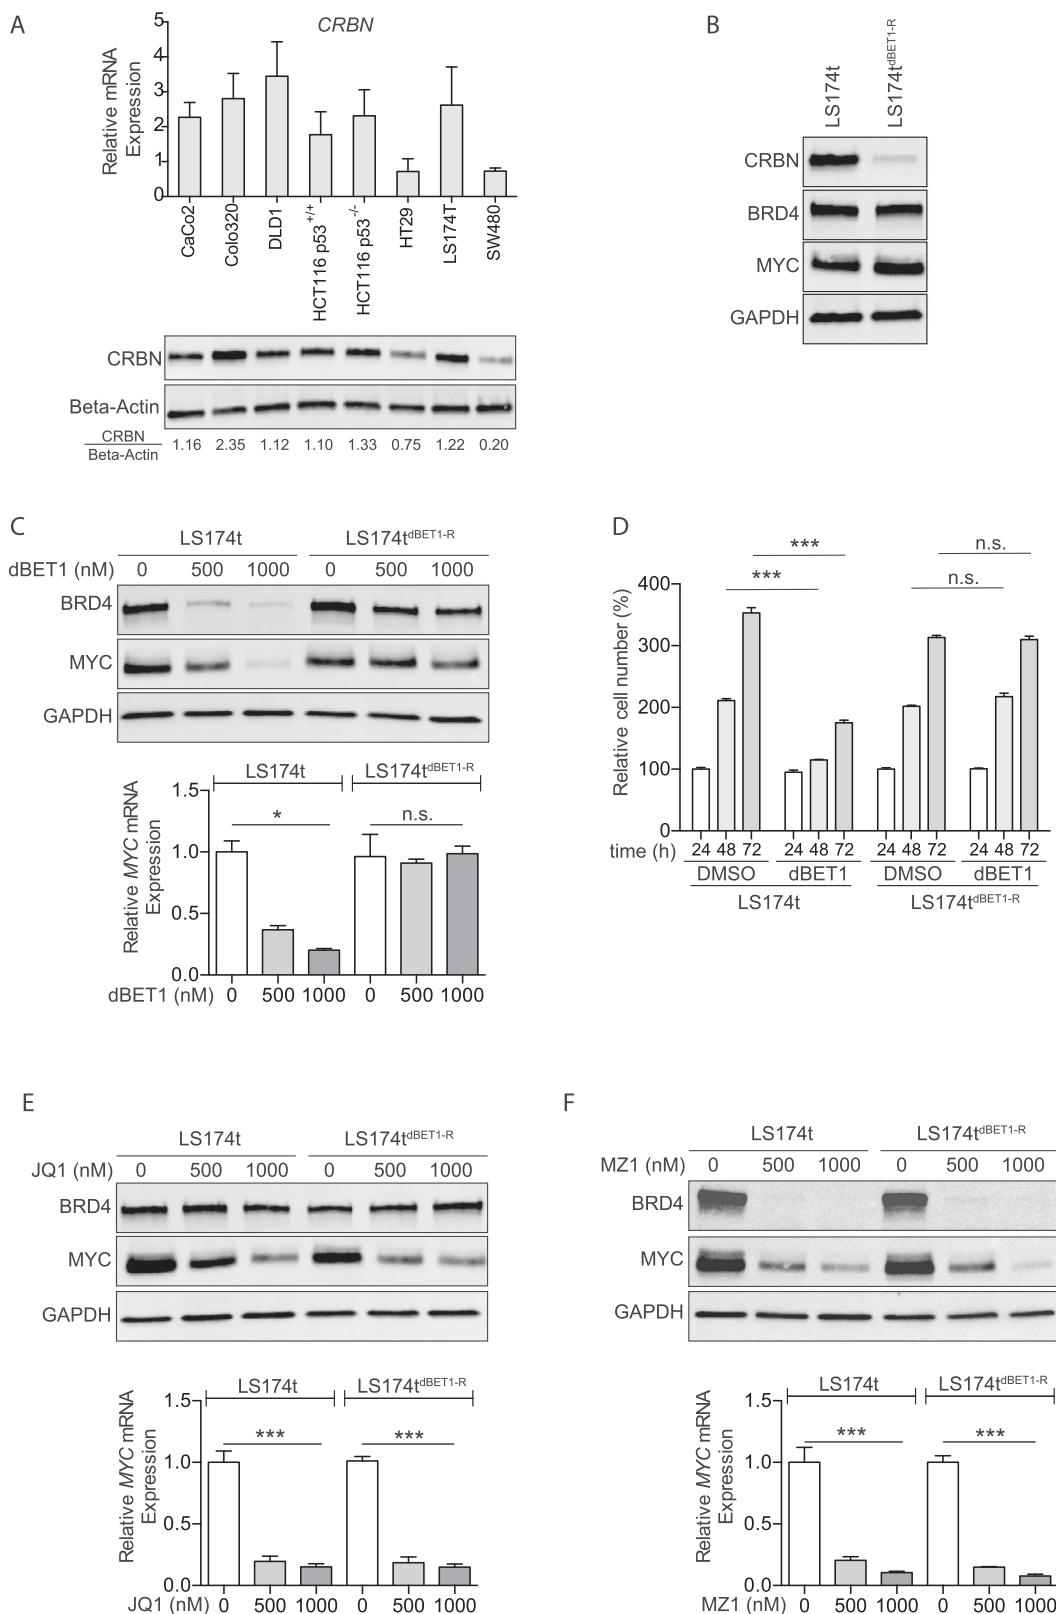 A
CRBN
Relative mRNA
Expression
5
4
3
2
1
0
CaCo2
Colo320
DLD1
HCT116 p53+/+
HCT116 p53-/-
HT29
LS174T
SW480
CRBN
Beta-Actin
CRBN
Beta-Actin
1.16 2.35 1.12 1.10 1.33 0.75 1.22 0.20
B
LS174t
LS174tdBET1-R
CRBN
BRD4
MYC
GAPDH
C
LS174t LS174tdBET1-R
dBET1 (nM) 0 500 1000 0 500 1000
BRD4
MYC
GAPDH
LS174t LS174tdBET1-R
Relative MYC mRNA
Expression
1.5
1.0
0.5
0.0
* n.s.
dBET1 (nM) 0 500 1000 0 500 1000
D
Relative cell number (%)
400
300
200
100
0
*** n.s.
*** n.s.
time (h) 24 48 72 24 48 72 24 48 72 24 48 72
DMSO dBET1 DMSO dBET1
LS174t LS174tdBET1-R
E
LS174t LS174tdBET1-R
JQ1 (nM) 0 500 1000 0 500 1000
BRD4
MYC
GAPDH
LS174t LS174tdBET1-R
Relative MYC mRNA
Expression
1.5
1.0
0.5
0.0
*** ***
JQ1 (nM) 0 500 1000 0 500 1000
F
LS174t LS174tdBET1-R
MZ1 (nM) 0 500 1000 0 500 1000
BRD4
MYC
GAPDH
LS174t LS174tdBET1-R
Relative MYC mRNA
Expression
1.5
1.0
0.5
0.0
*** ***
MZ1 (nM) 0 500 1000 0 500 1000